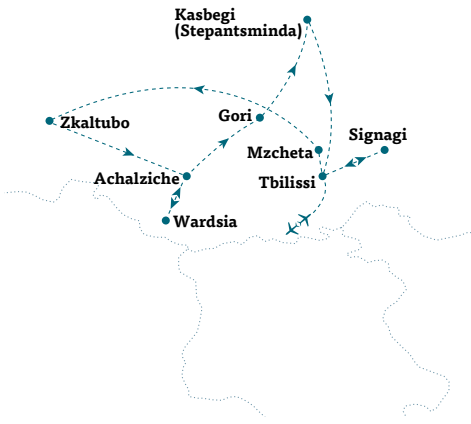 Kasbegi
(Stepantsminda)
Zkaltubo
Gori
Signagi
Mzcheta
Achalziche
Tbilissi
Wardsia